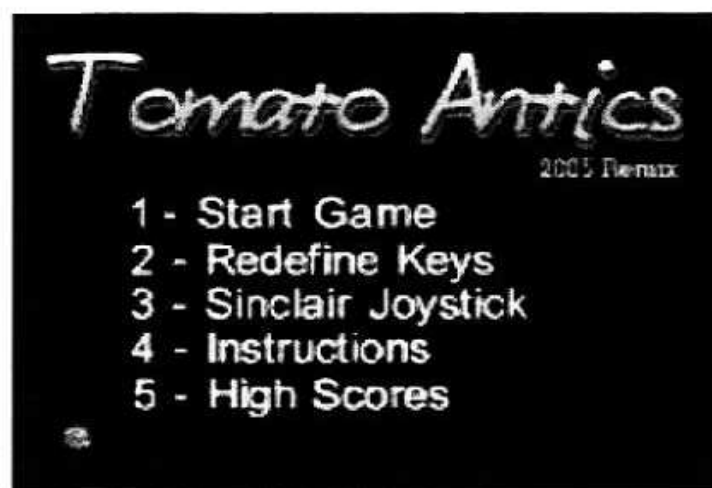 Tomato Antics
2005 Remix
1 - Start Game
2 - Redefine Keys
3 - Sinclair Joystick
4 - Instructions
5 - High Scores